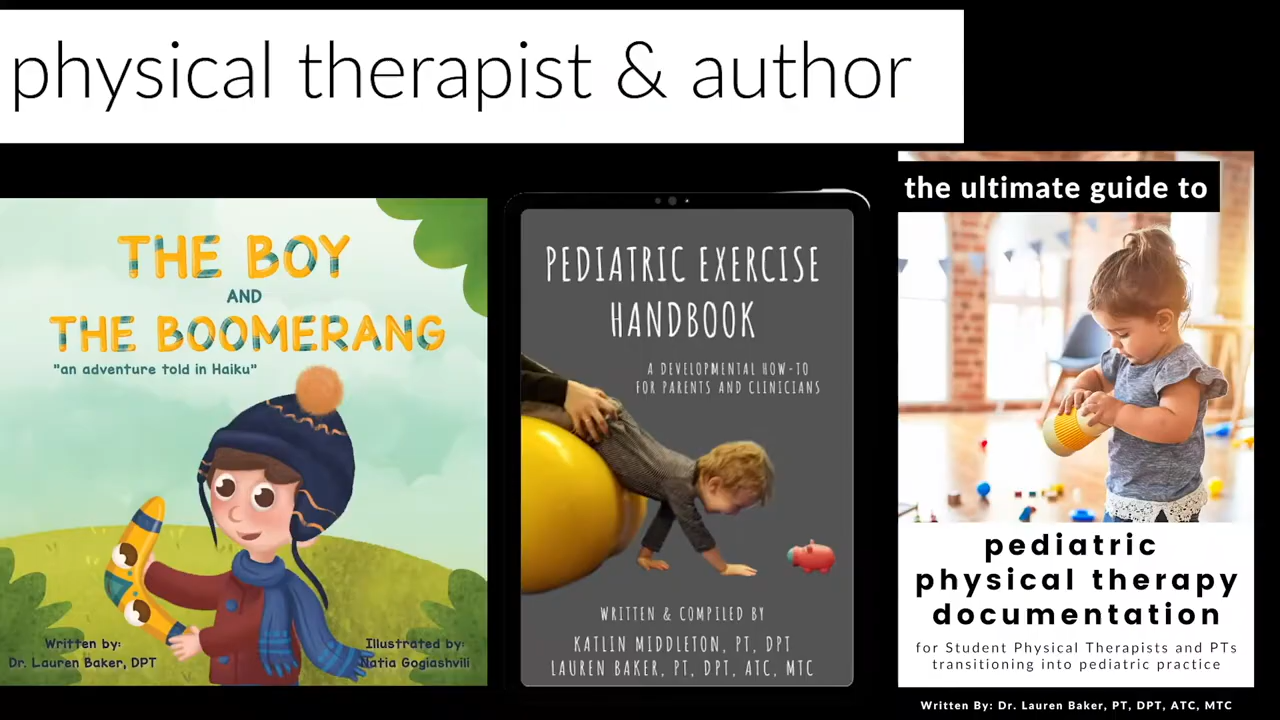 physical therapist & author
THE BOY
AND
THE BOOMERANG
"an adventure told in Haiku"
Written by:
Dr. Lauren Baker, DPT
Illustrated by:
Natia Gogiashvili
PEDIATRIC EXERCISE
HANDBOOK
A DEVELOPMENTAL HOW-TO
FOR PARENTS AND CLINICIANS
WRITTEN & COMPILED BY
KATLIN MIDDLETON, PT, DPT
LAUREN BAKER, PT, DPT, ATC, MTC
the ultimate guide to
pediatric
physical therapy
documentation
for Student Physical Therapists and PTs
transitioning into pediatric practice
Written By: Dr. Lauren Baker, PT, DPT, ATC, MTC